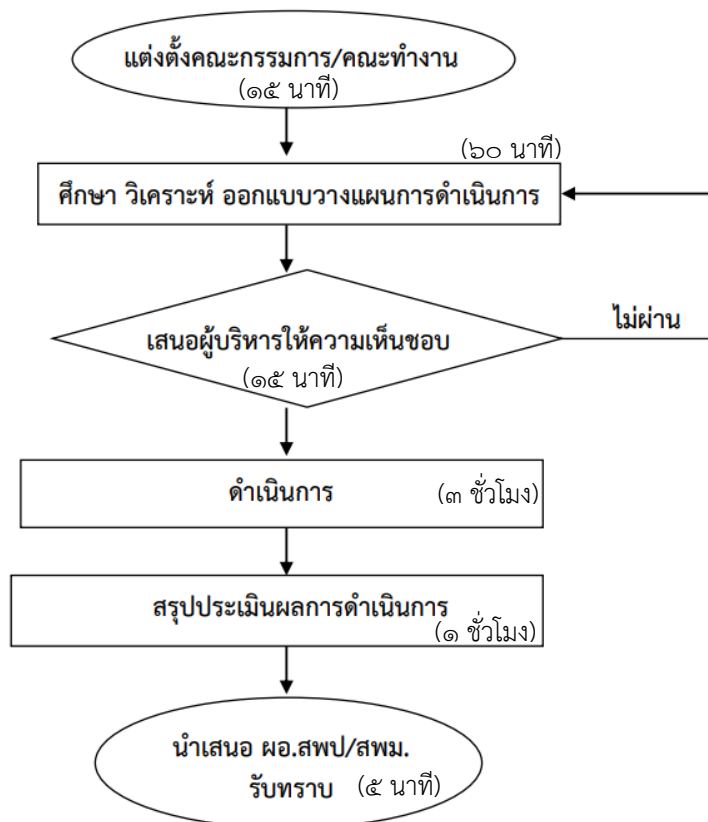 แต่งตั้งคณะกรรมการ/คณะทำงาน
(๑๕ นาที)
(๖๐ นาที)
ศึกษา วิเคราะห์ ออกแบบวางแผนการดำเนินการ
ไม่ผ่าน
เสนอผู้บริหารให้ความเห็นชอบ
(๑๕ นาที)
ดำเนินการ (๓ ชั่วโมง)
สรุปประเมินผลการดำเนินการ
(๑ ชั่วโมง)
นำเสนอ ผอ.สพป/สพม.
รับทราบ (๕ นาที)